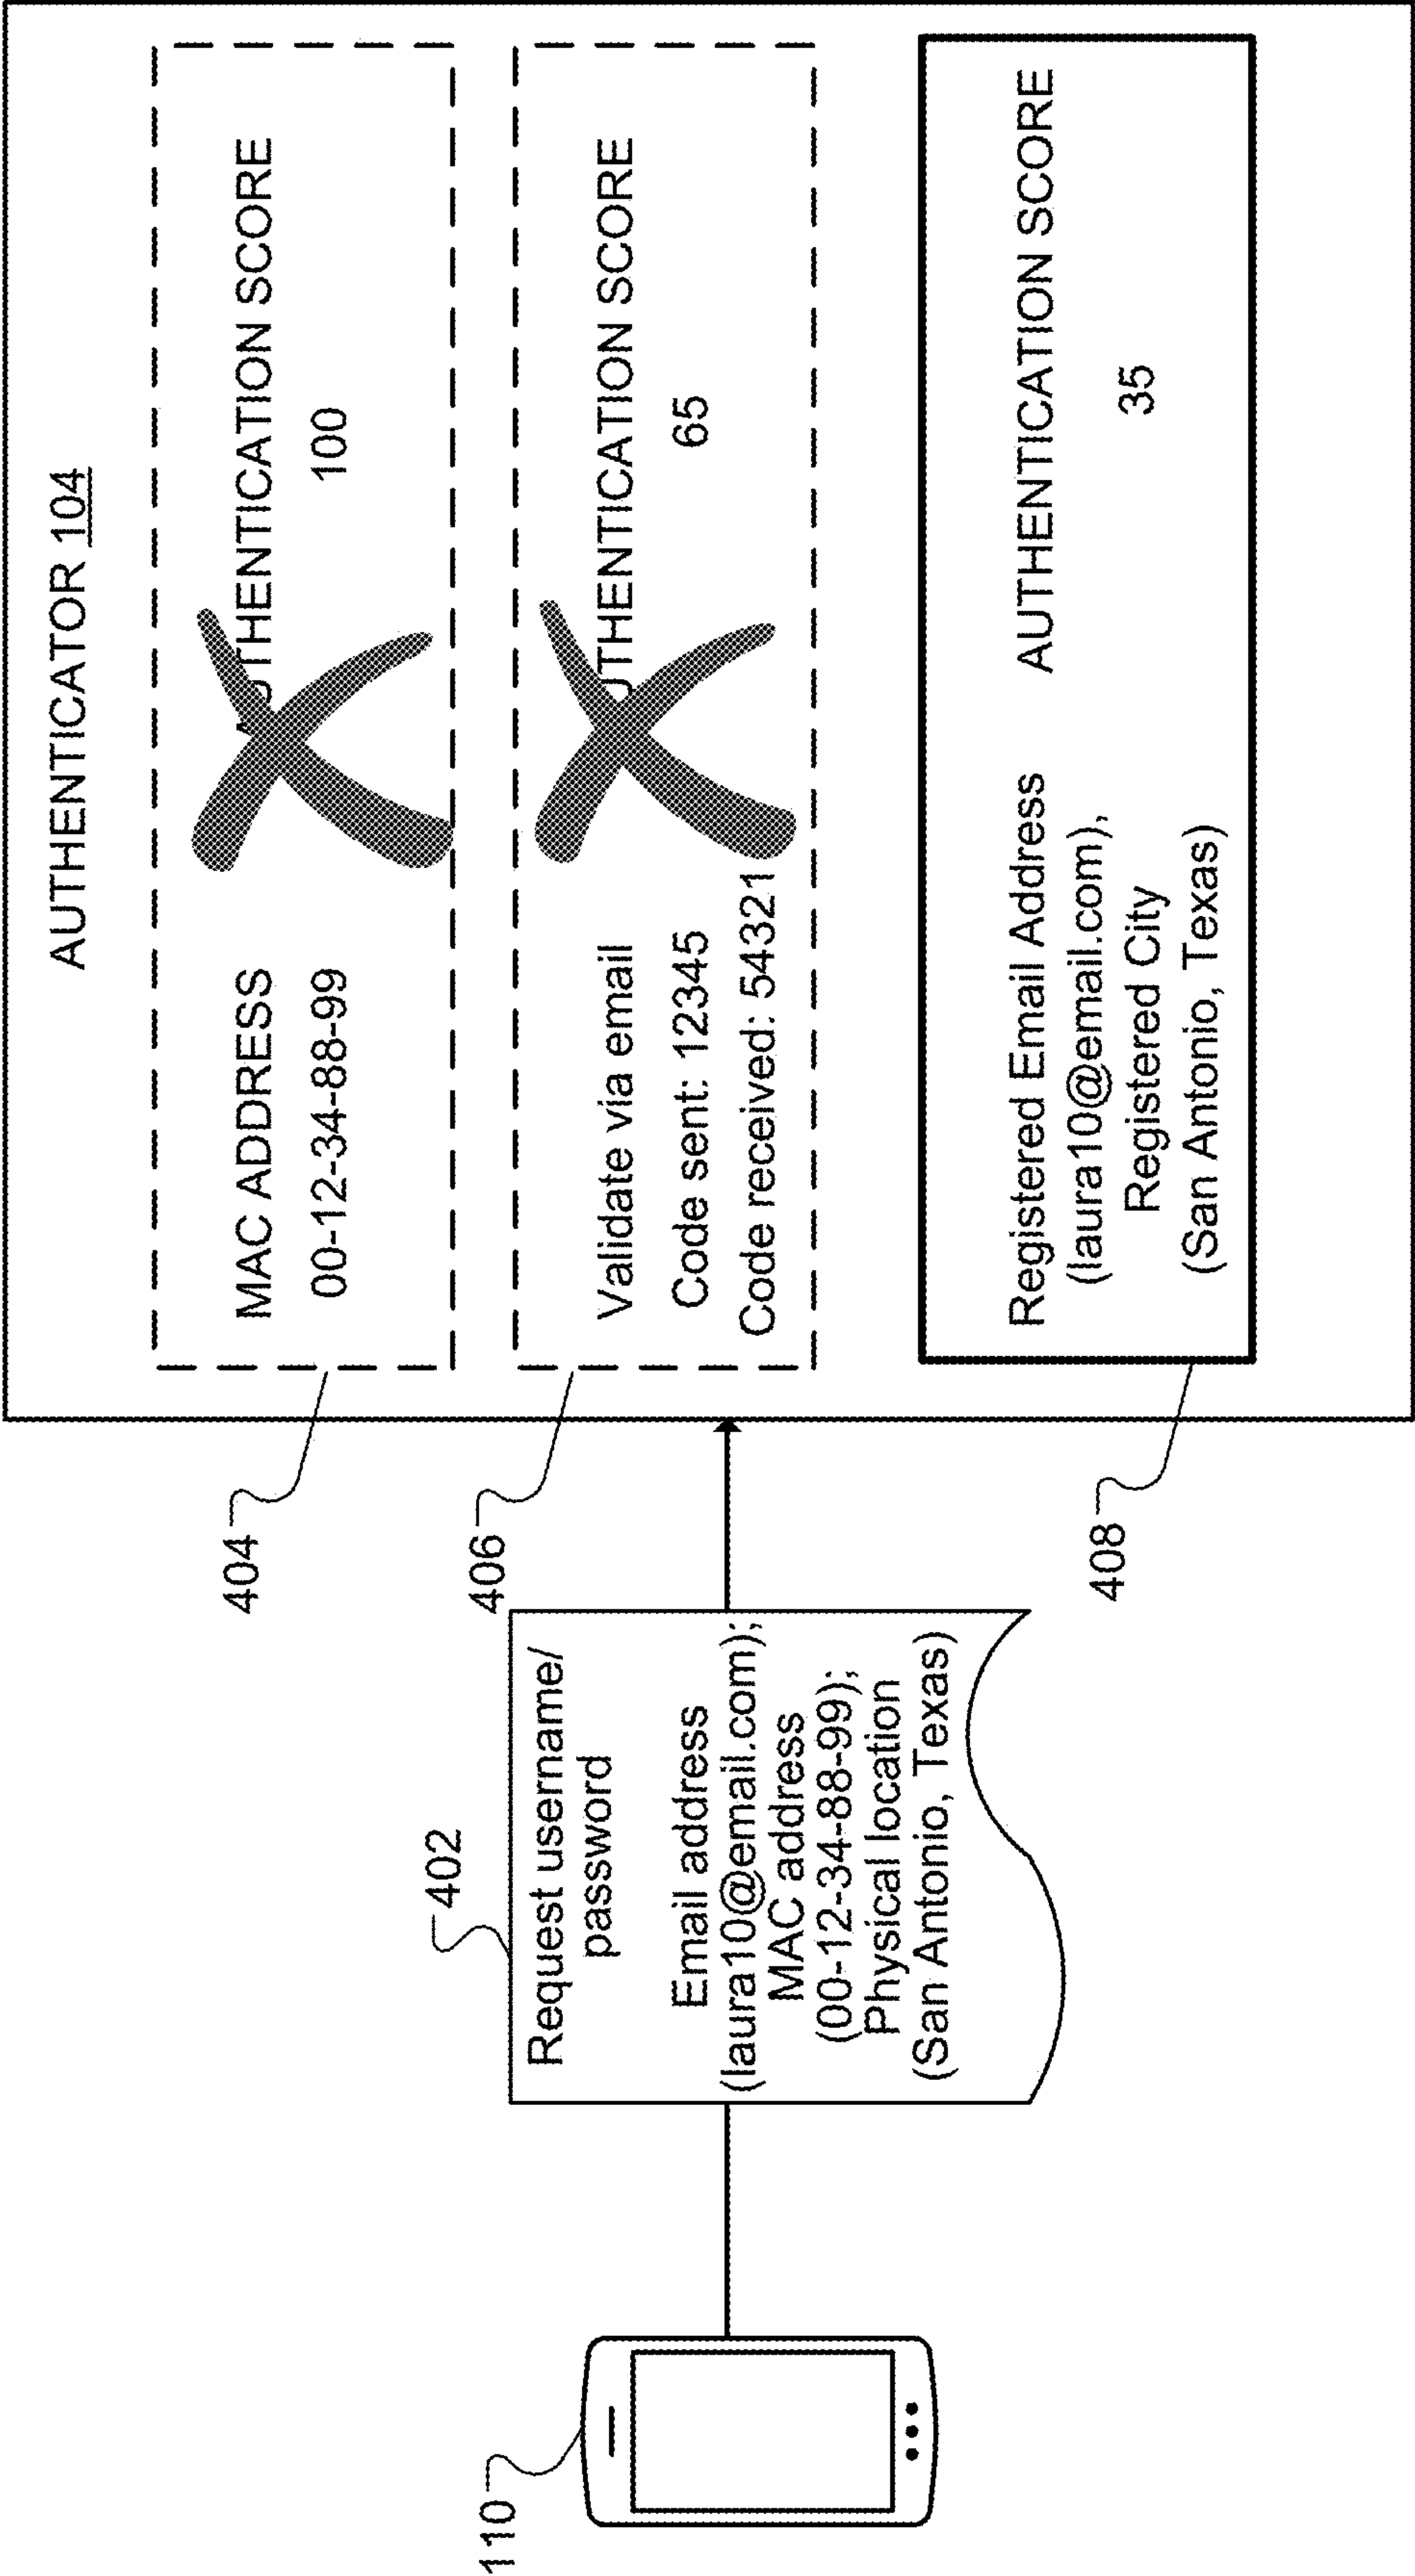 110
402
Request username/
password
Email address
(laura10@email.com);
MAC address
(00-12-34-88-99);
Physical location
(San Antonio, Texas)
AUTHENTICATOR 104
404
MAC ADDRESS
00-12-34-88-99
AUTHENTICATION SCORE
100
406
Validate via email
Code sent: 12345
Code received: 54321
AUTHENTICATION SCORE
65
408
Registered Email Address
(laura10@email.com),
Registered City
(San Antonio, Texas)
AUTHENTICATION SCORE
35